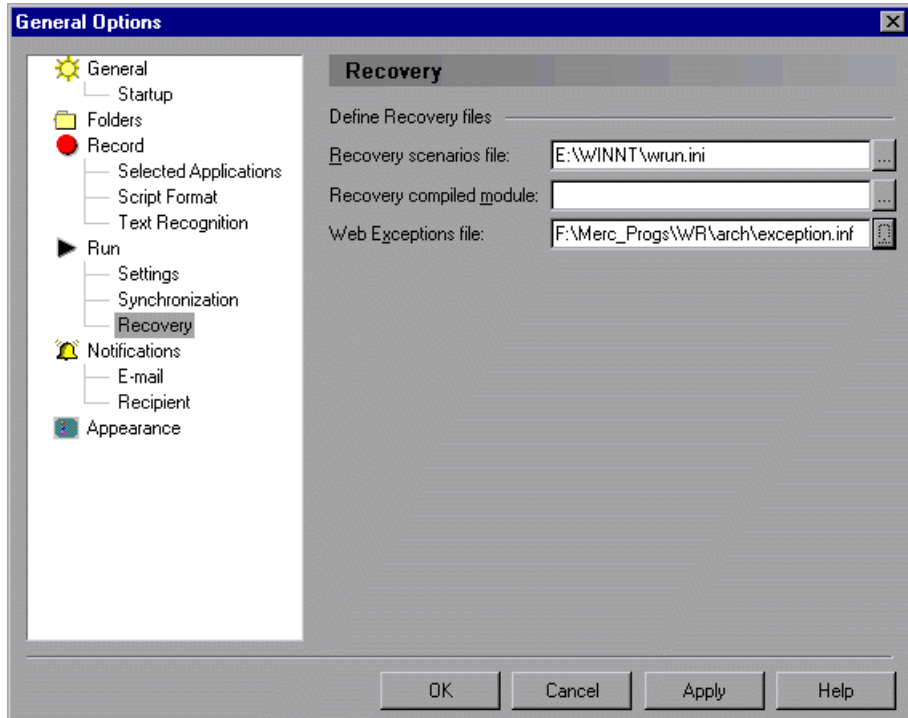 General Options
General
Startup
Folders
Record
Selected Applications
Script Format
Text Recognition
Run
Settings
Synchronization
Recovery
Notifications
E-mail
Recipient
Appearance
Recovery
Define Recovery files
Recovery scenarios file: E:\WINNT\wrun.ini ...
Recovery compiled module: ...
Web Exceptions file: F:\Merc_Progs\WR\arch\exception.inf ...
OK Cancel Apply Help